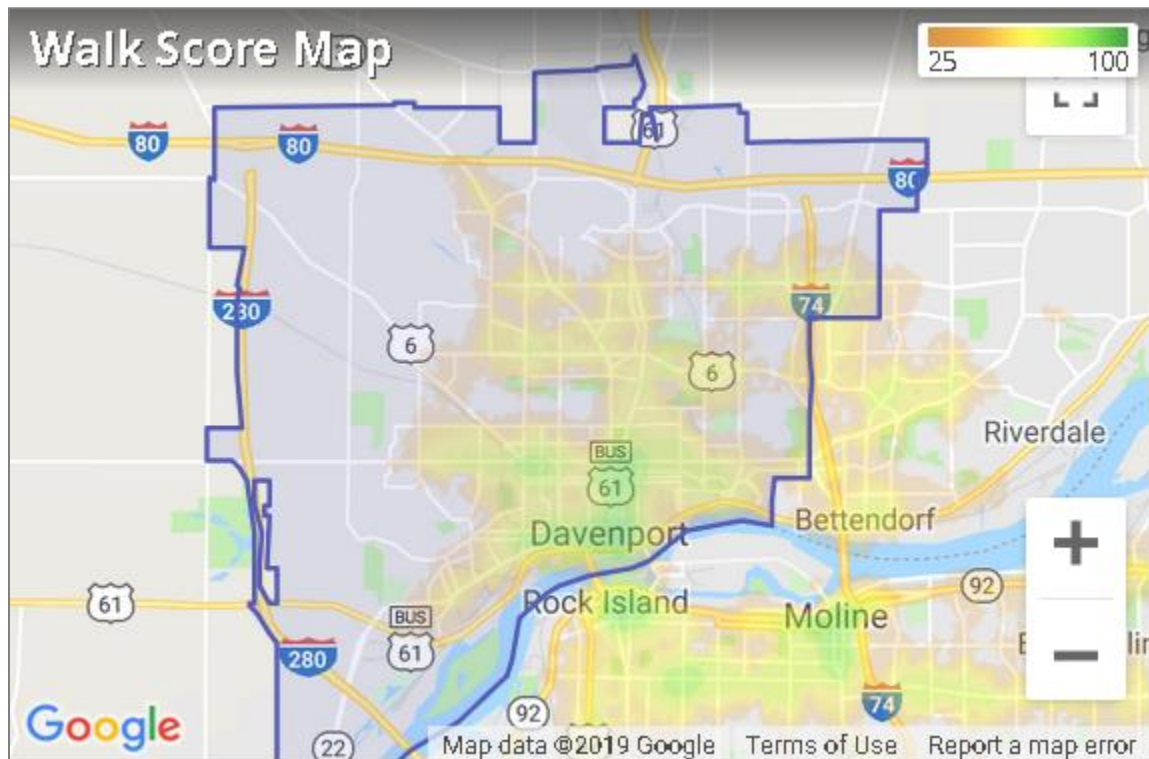 Walk Score Map
25 100
61
80
80
80
280
74
6
6
Riverdale
BUS
61
Davenport
Bettendorf
+
92
61
Rock Island
BUS
Moline
61
280
−
74
92
Google
22
Map data ©2019 Google Terms of Use Report a map error